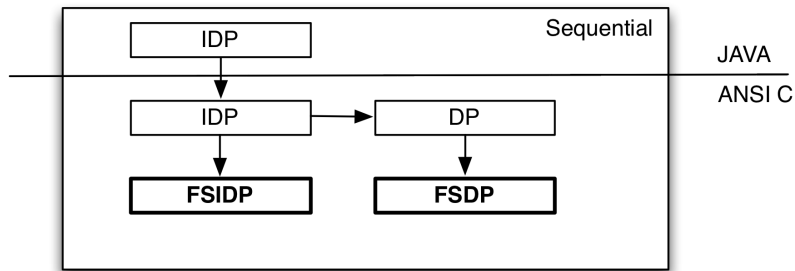 Sequential
IDP
JAVA
ANSI C
IDP
DP
FSIDP
FSDP